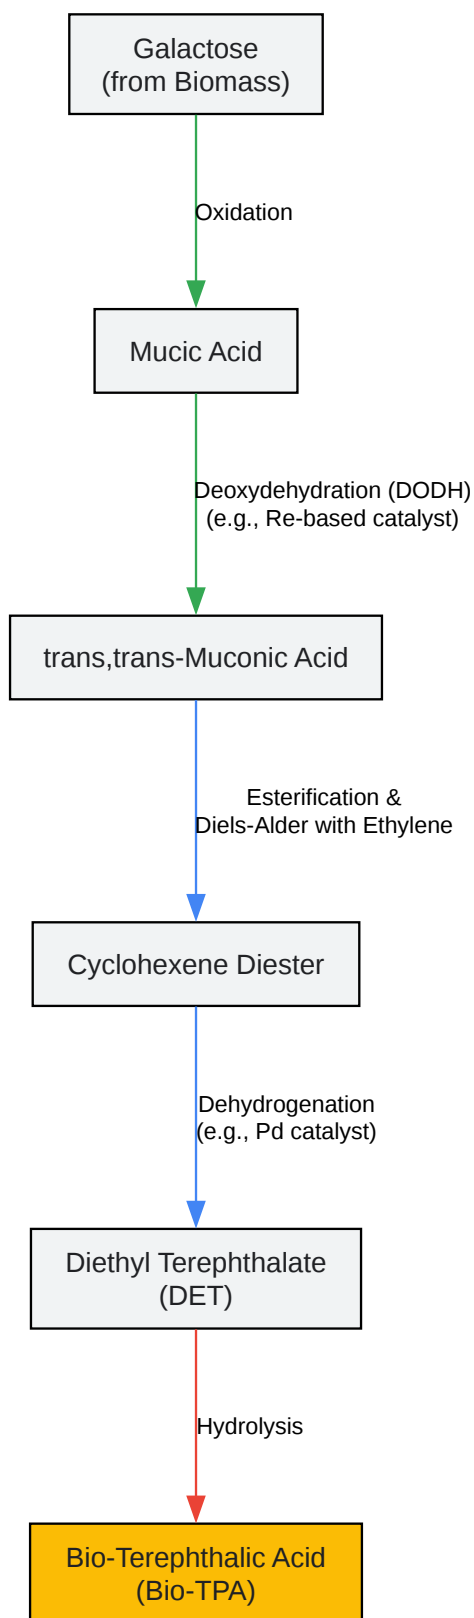 Galactose
(from Biomass)
Oxidation
Mucic Acid
Deoxydehydration (DODH)
(e.g., Re-based catalyst)
trans,trans-Muconic Acid
Esterification &
Diels-Alder with Ethylene
Cyclohexene Diester
Dehydrogenation
(e.g., Pd catalyst)
Diethyl Terephthalate
(DET)
Hydrolysis
Bio-Terephthalic Acid
(Bio-TPA)